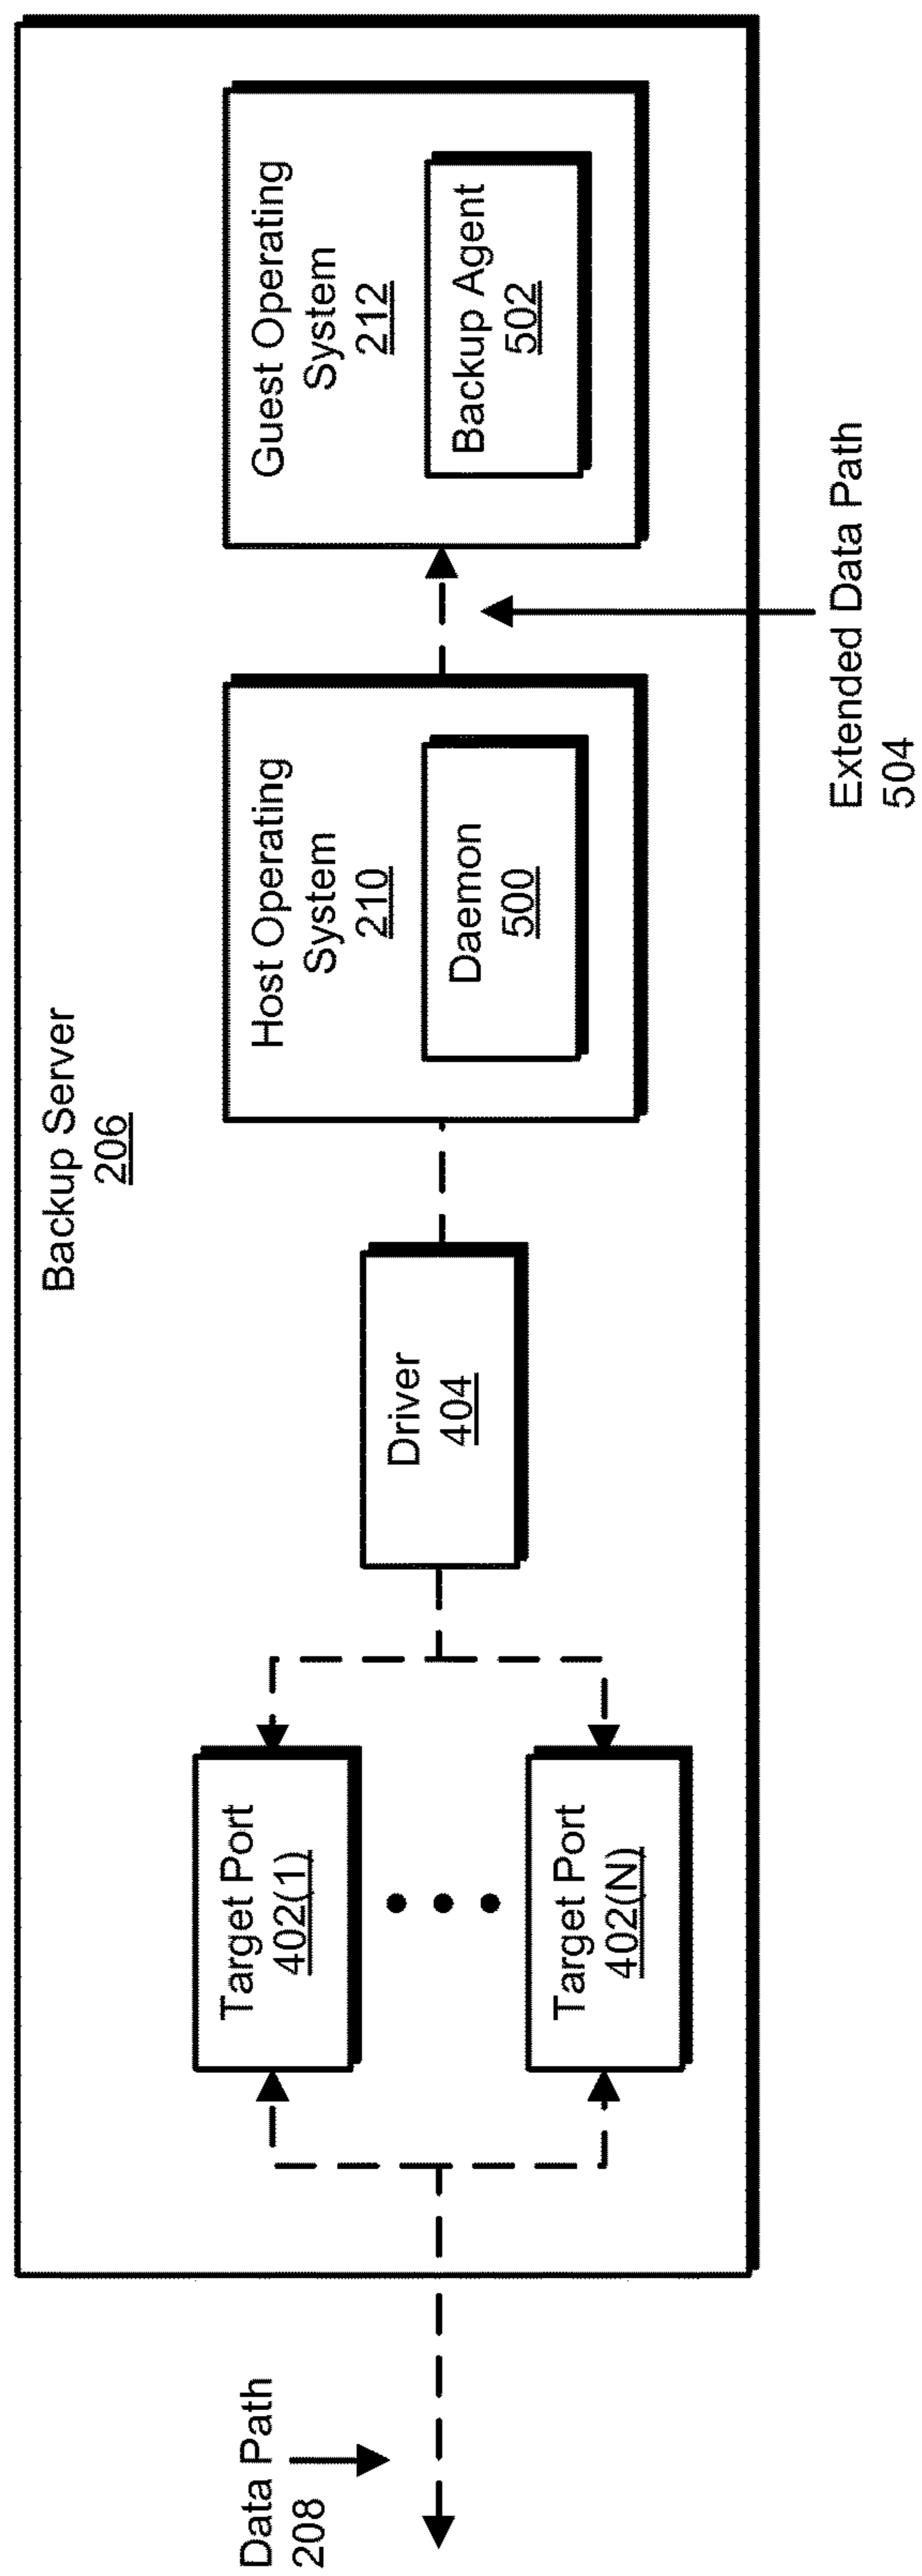 Backup Server
206
Data Path
208
Target Port
402(1)
Target Port
402(N)
Driver
404
Host Operating
System
210
Daemon
500
Guest Operating
System
212
Backup Agent
502
Extended Data Path
504